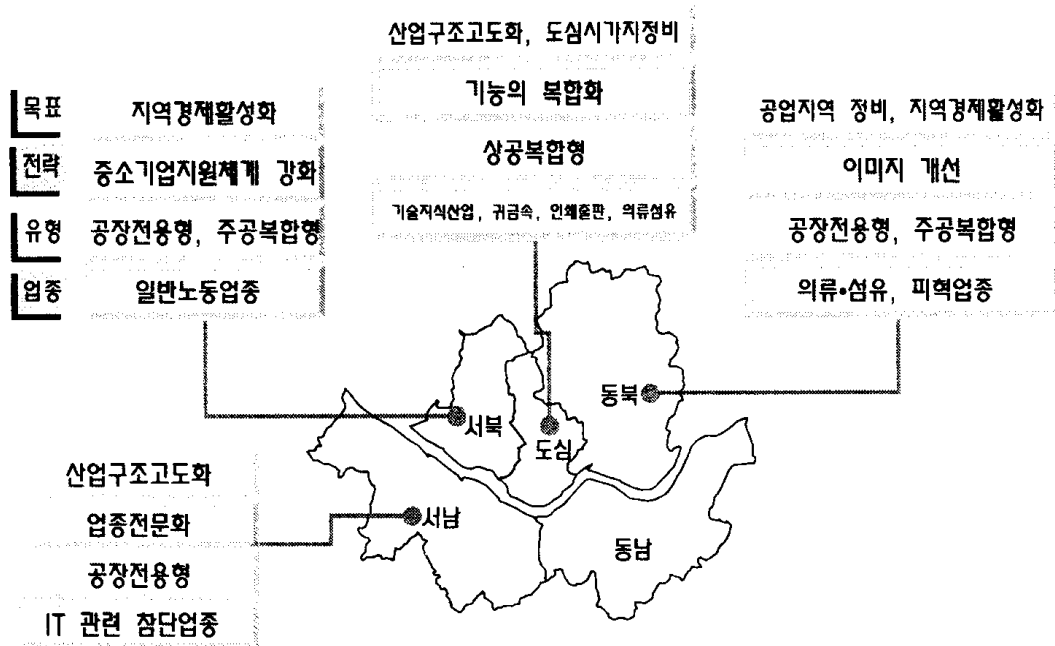 산업구조고도화, 도심시가지정비
기능의 복합화
상공복합형
기술지식산업, 귀금속, 인쇄출판, 의류섬유
목표 지역경제활성화
전략 중소기업지원체계 강화
유형 공장전용형, 주공복합형
업종 일반노동업종
공업지역 정비, 지역경제활성화
이미지 개선
공장전용형, 주공복합형
의류•섬유, 피혁업종
서북
도심
동북
서남
동남
산업구조고도화
업종전문화
공장전용형
IT 관련 첨단업종